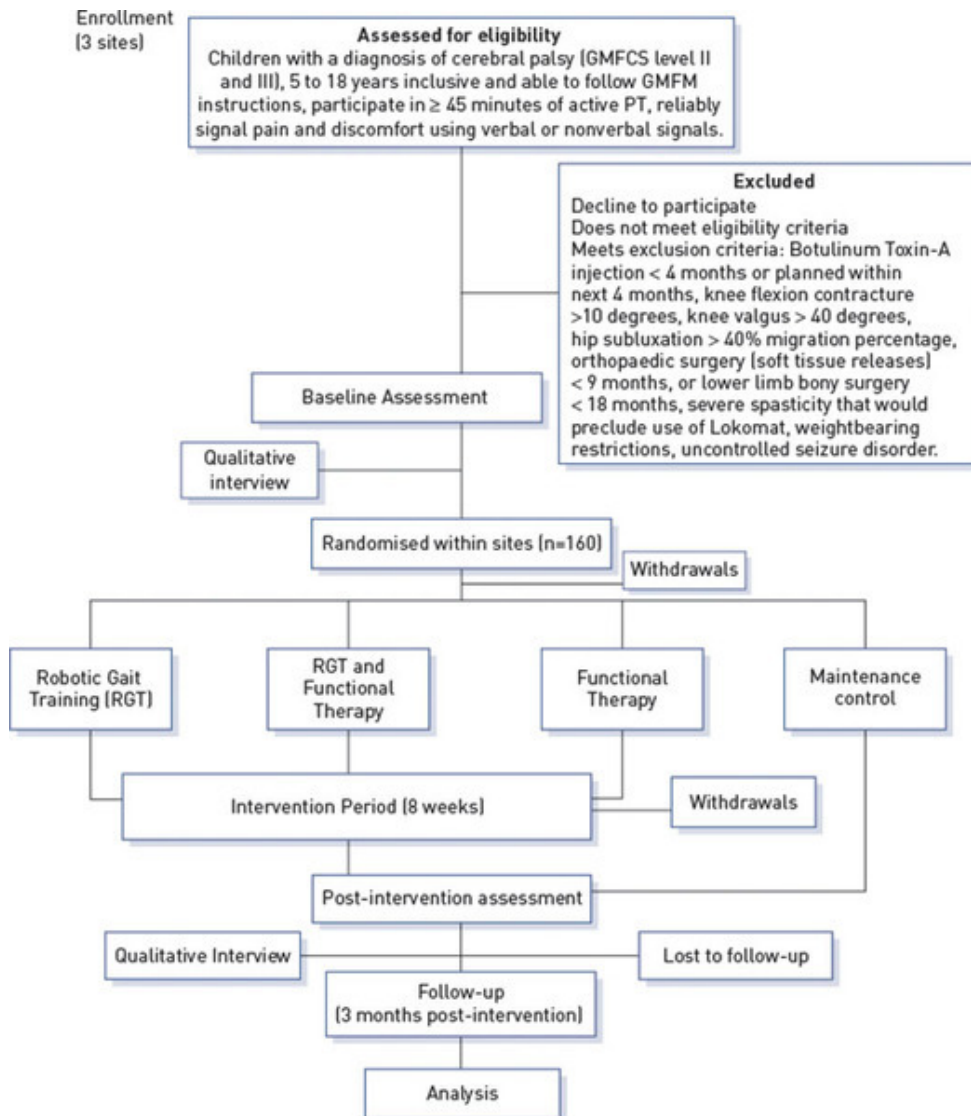 Enrollment
(3 sites)
Assessed for eligibility
Children with a diagnosis of cerebral palsy (GMFCS level II
and III), 5 to 18 years inclusive and able to follow GMFM
instructions, participate in ≥ 45 minutes of active PT, reliably
signal pain and discomfort using verbal or nonverbal signals.
Excluded
Decline to participate
Does not meet eligibility criteria
Meets exclusion criteria: Botulinum Toxin-A
injection < 4 months or planned within
next 4 months, knee flexion contracture
>10 degrees, knee valgus > 40 degrees,
hip subluxation > 40% migration percentage,
orthopaedic surgery (soft tissue releases)
< 9 months, or lower limb bony surgery
< 18 months, severe spasticity that would
preclude use of Lokomat, weightbearing
restrictions, uncontrolled seizure disorder.
Baseline Assessment
Qualitative
interview
Randomised within sites (n=160)
Withdrawals
Robotic Gait
Training (RGT)
RGT and
Functional
Therapy
Functional
Therapy
Maintenance
control
Intervention Period (8 weeks)
Withdrawals
Post-intervention assessment
Qualitative Interview
Lost to follow-up
Follow-up
(3 months post-intervention)
Analysis